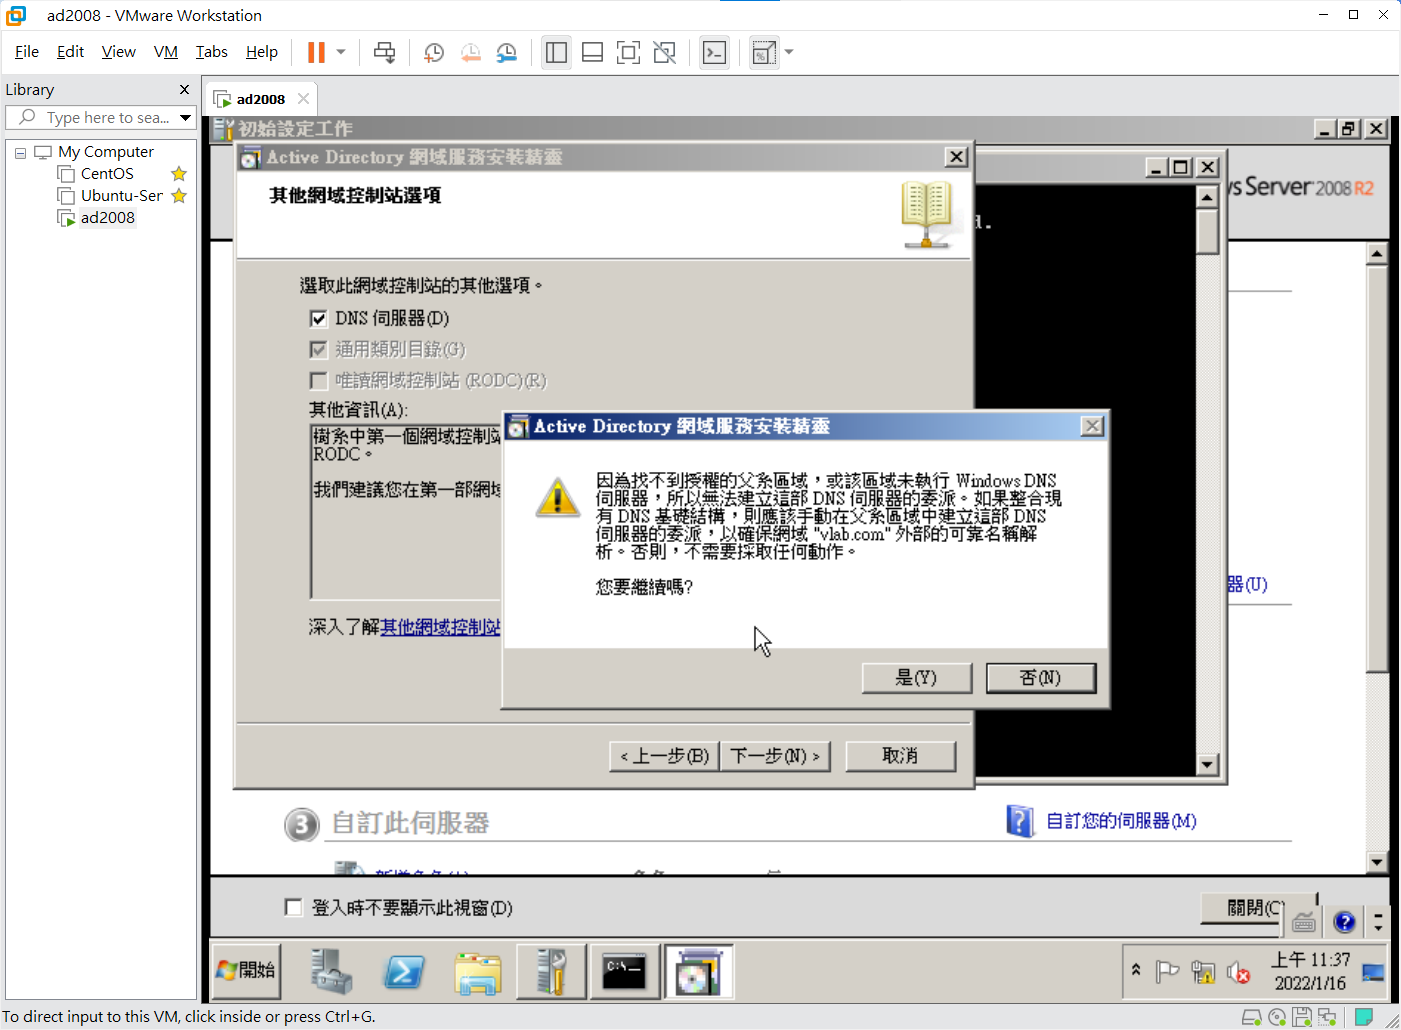 ad2008 - VMware Workstation
File Edit View VM Tabs Help
Library
Type here to sea...
My Computer
CentOS
Ubuntu-Ser
ad2008
ad2008
初始設定工作
Active Directory 網域服務安裝精靈
其他網域控制站選項
Server 2008 R2
d.
選取此網域控制站的其他選項。
DNS 伺服器(D)
通用類別目錄(G)
唯讀網域控制站 (RODC)(R)
其他資訊(A):
樹系中第一個網域控制站
RODC。
我們建議您在第一部網域
深入了解其他網域控制站
Active Directory 網域服務安裝精靈
因為找不到授權的父系區域，或該區域未執行 Windows DNS
伺服器，所以無法建立這部 DNS 伺服器的委派。如果整合現
有 DNS 基礎結構，則應該手動在父系區域中建立這部 DNS
伺服器的委派，以確保網域 "vlab.com" 外部的可靠名稱解
析。否則，不需要採取任何動作。
您要繼續嗎?
是(Y) 否(N)
器(U)
< 上一步(B) 下一步(N) > 取消
3 自訂此伺服器
自訂您的伺服器(M)
登入時不要顯示此視窗(D)
關閉(C)
開始
C:\_
上午 11:37
2022/1/16
To direct input to this VM, click inside or press Ctrl+G.